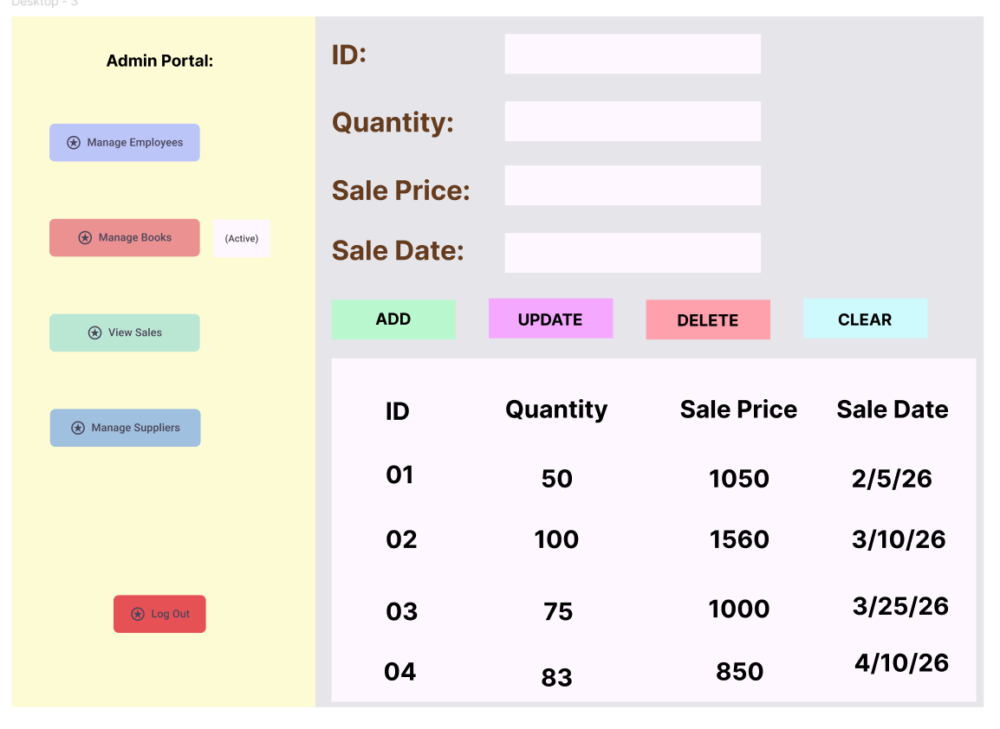 Desktop - 3
Admin Portal:
Manage Employees
Manage Books
(Active)
View Sales
Manage Suppliers
Log Out
ID:
Quantity:
Sale Price:
Sale Date:
ADD UPDATE DELETE CLEAR
ID Quantity Sale Price Sale Date
01 50 1050 2/5/26
02 100 1560 3/10/26
03 75 1000 3/25/26
04 83 850 4/10/26